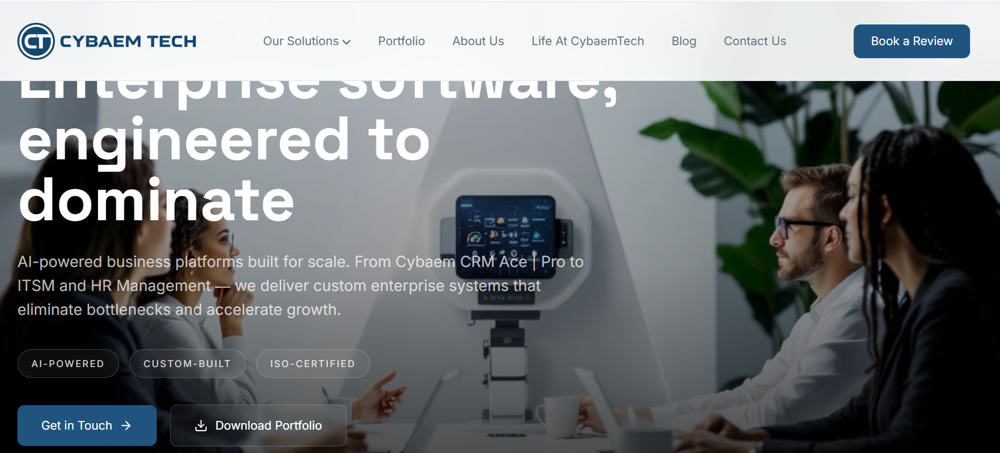 CT CYBAEM TECH
Our Solutions
Portfolio
About Us
Life At CybaemTech
Blog
Contact Us
Book a Review
Enterprise software,
engineered to
dominate
AI-powered business platforms built for scale. From Cybaem CRM Ace | Pro to
ITSM and HR Management — we deliver custom enterprise systems that
eliminate bottlenecks and accelerate growth.
AI-POWERED
CUSTOM-BUILT
ISO-CERTIFIED
Get in Touch →
Download Portfolio